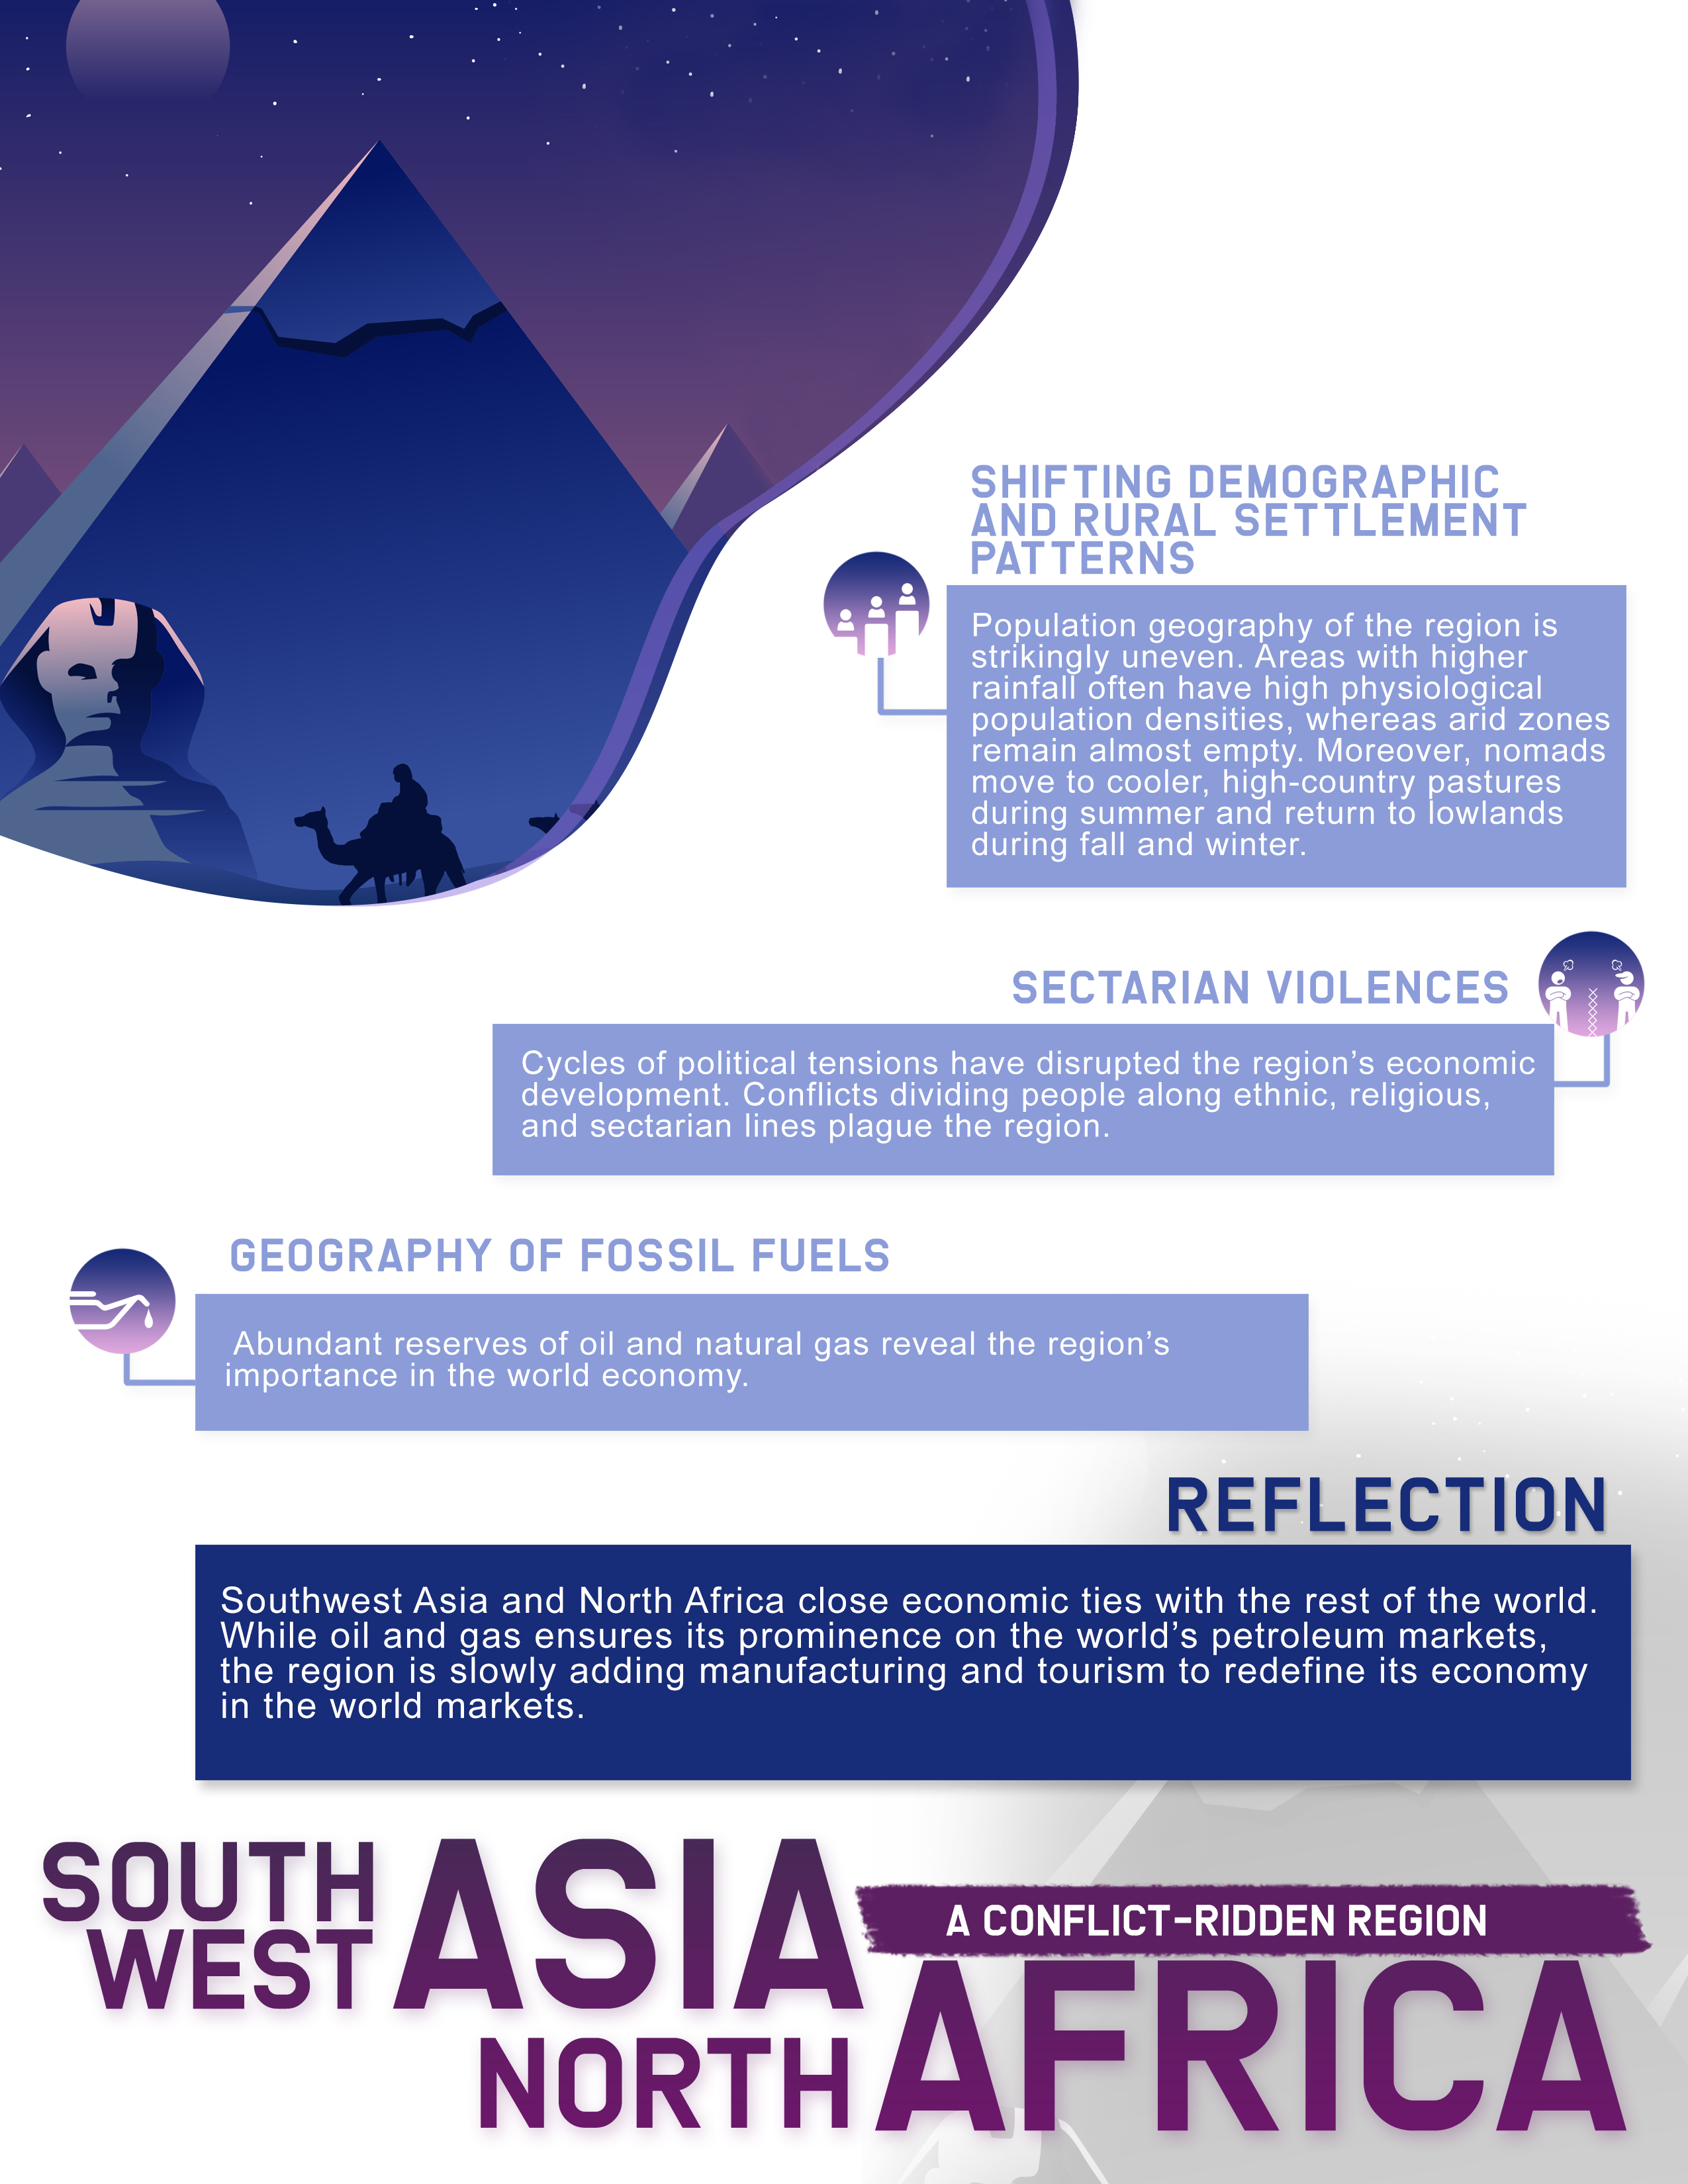 SHIFTING DEMOGRAPHIC
AND RURAL SETTLEMENT
PATTERNS
Population geography of the region is
strikingly uneven. Areas with higher
rainfall often have high physiological
population densities, whereas arid zones
remain almost empty. Moreover, nomads
move to cooler, high-country pastures
during summer and return to lowlands
during fall and winter.
SECTARIAN VIOLENCES
Cycles of political tensions have disrupted the region’s economic
development. Conflicts dividing people along ethnic, religious,
and sectarian lines plague the region.
GEOGRAPHY OF FOSSIL FUELS
Abundant reserves of oil and natural gas reveal the region’s
importance in the world economy.
REFLECTION
Southwest Asia and North Africa close economic ties with the rest of the world.
While oil and gas ensures its prominence on the world’s petroleum markets,
the region is slowly adding manufacturing and tourism to redefine its economy
in the world markets.
SOUTH
WEST
ASIA
A CONFLICT-RIDDEN REGION
NORTH
AFRICA